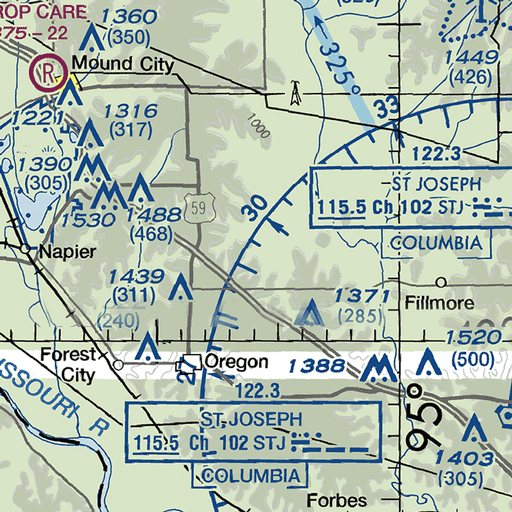 ROP CARE
875 - 22
1360
(350)
R
Mound City
325°
1449
(426)
33
1221
1316
(317)
1000
122.3
1390
(305)
ST JOSEPH
115.5 Ch 102 STJ
COLUMBIA
1530
1488
(468)
59
30
Napier
1439
(311)
1371
(285)
Fillmore
(240)
1520
(500)
Forest
City
Oregon
1388
122.3
MISSOURI R
95°
ST JOSEPH
115.5 Ch 102 STJ
COLUMBIA
1403
(305)
Forbes